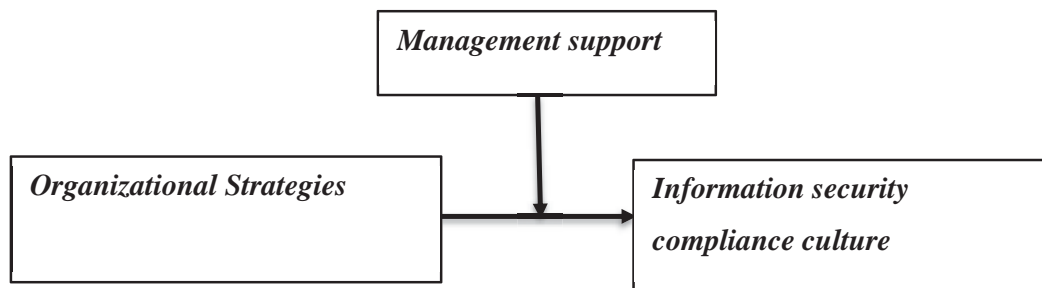 Management support
Organizational Strategies
Information security
compliance culture